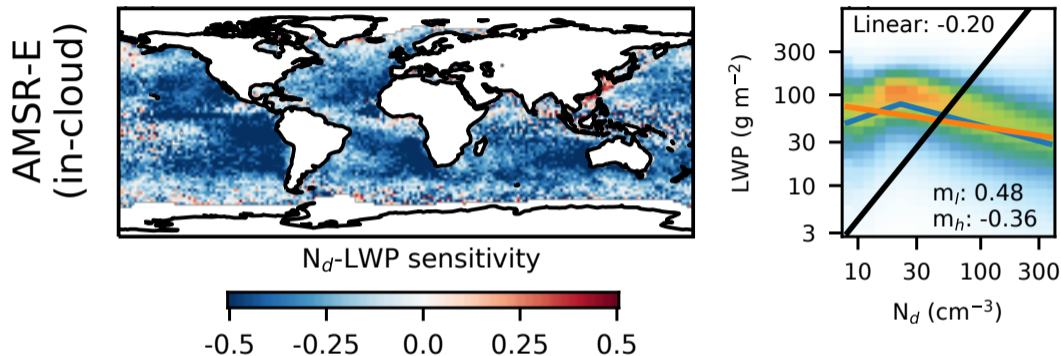 AMSR-E
(in-cloud)
N_d-LWP sensitivity
-0.5 -0.25 0.0 0.25 0.5
Linear: -0.20
LWP (g m⁻²)
300
100
30
10
3
m_l: 0.48
m_h: -0.36
10 30 100 300
N_d (cm⁻³)